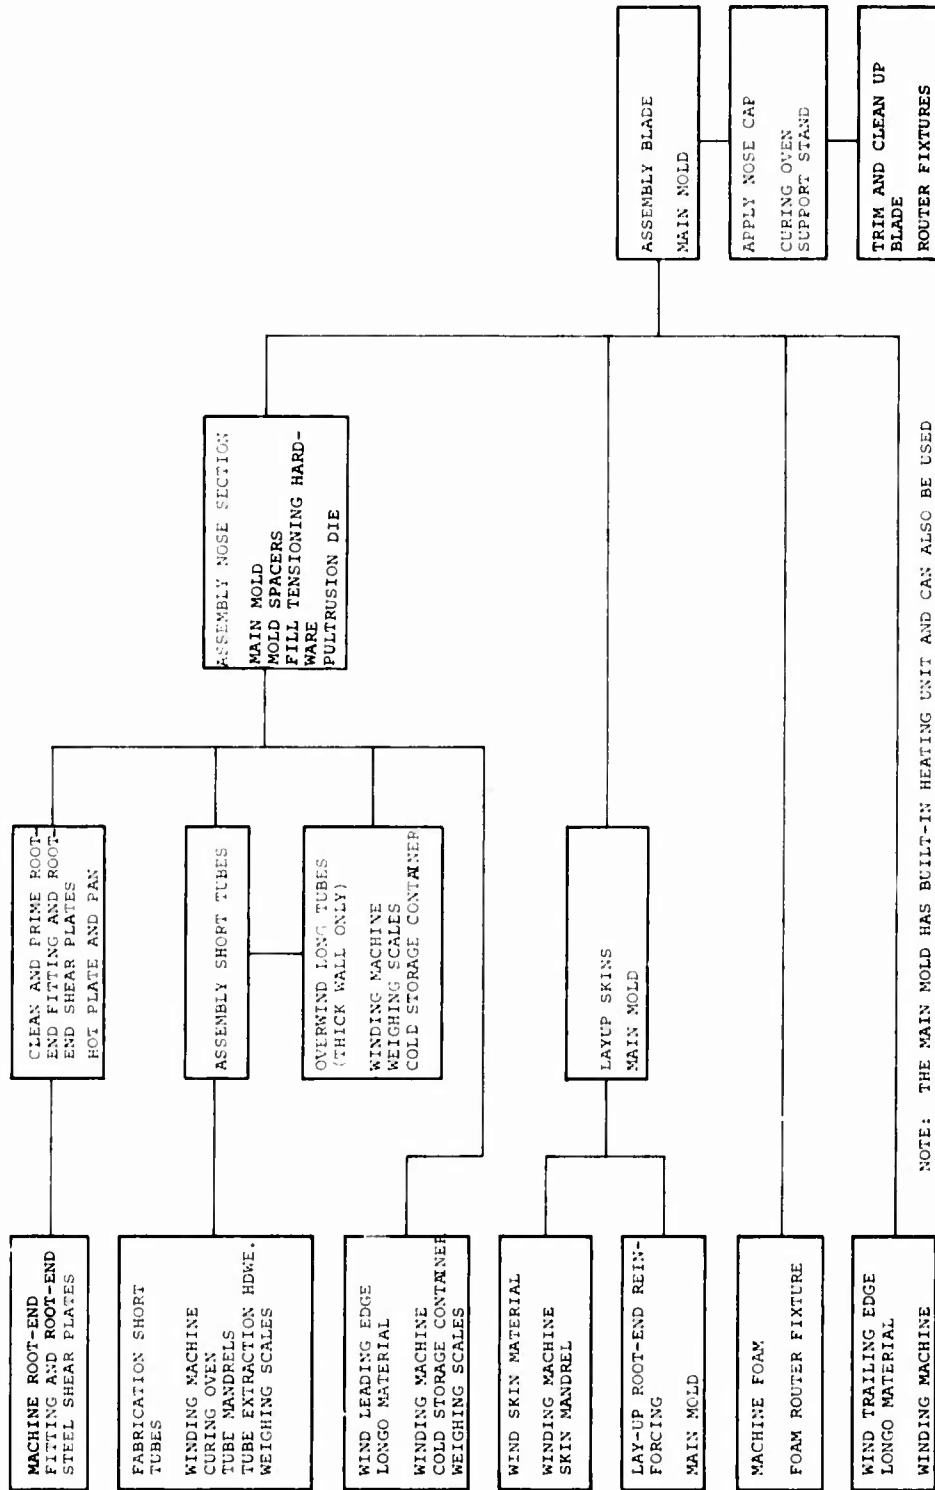 MACHINE ROOT-END
FITTING AND ROOT-END
STEEL SHEAR PLATES
CLEAN AND PRIME ROOT-
END FITTING AND ROOT-
END SHEAR PLATES
HOT PLATE AND PAN
FABRICATION SHORT
TUBES
WINDING MACHINE
CURING OVEN
TUBE MANDRELS
TUBE EXTRACTION HDWE.
WEIGHING SCALES
ASSEMBLY SHORT TUBES
OVERWIND LONG TUBES
(THICK WALL ONLY)
WINDING MACHINE
WEIGHING SCALES
COLD STORAGE CONTAINER
WIND LEADING EDGE
LONGO MATERIAL
WINDING MACHINE
COLD STORAGE CONTAINER
WEIGHING SCALES
ASSEMBLY NOSE SECTION
MAIN MOLD
MOLD SPACERS
FILL TENSIONING HARD-
WARE
PULTRUSION DIE
WIND SKIN MATERIAL
WINDING MACHINE
SKIN MANDREL
LAY-UP ROOT-END REIN-
FORCING
MAIN MOLD
LAYUP SKINS
MAIN MOLD
MACHINE FOAM
FOAM ROUTER FIXTURE
WIND TRAILING EDGE
LONGO MATERIAL
WINDING MACHINE
ASSEMBLY BLADE
MAIN MOLD
APPLY NOSE CAP
CURING OVEN
SUPPORT STAND
TRIM AND CLEAN UP
BLADE
ROUTER FIXTURES
NOTE: THE MAIN MOLD HAS BUILT-IN HEATING UNIT AND CAN ALSO BE USED